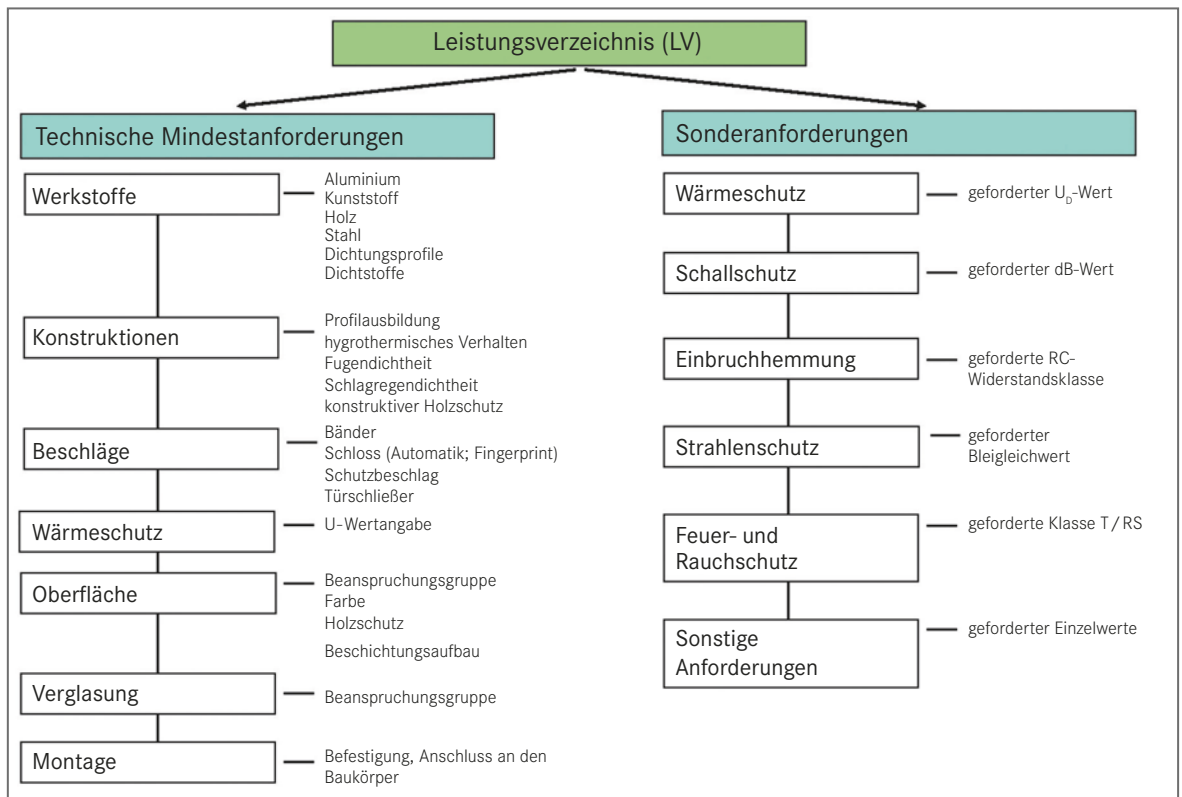 Leistungsverzeichnis (LV)
Technische Mindestanforderungen
Werkstoffe
Aluminium
Kunststoff
Holz
Stahl
Dichtungsprofile
Dichtstoffe
Konstruktionen
Profilausbildung
hygrothermisches Verhalten
Fugendichtheit
Schlagregendichtheit
konstruktiver Holzschutz
Beschläge
Bänder
Schloss (Automatik; Fingerprint)
Schutzbeschlag
Türschließer
Wärmeschutz
U-Wertangabe
Oberfläche
Beanspruchungsgruppe
Farbe
Holzschutz
Beschichtungsaufbau
Verglasung
Beanspruchungsgruppe
Montage
Befestigung, Anschluss an den
Baukörper
Sonderanforderungen
Wärmeschutz
geforderter U_D-Wert
Schallschutz
geforderter dB-Wert
Einbruchhemmung
geforderte RC-
Widerstandsklasse
Strahlenschutz
geforderter
Bleigleichwert
Feuer- und
Rauchschutz
geforderte Klasse T / RS
Sonstige
Anforderungen
geforderter Einzelwerte